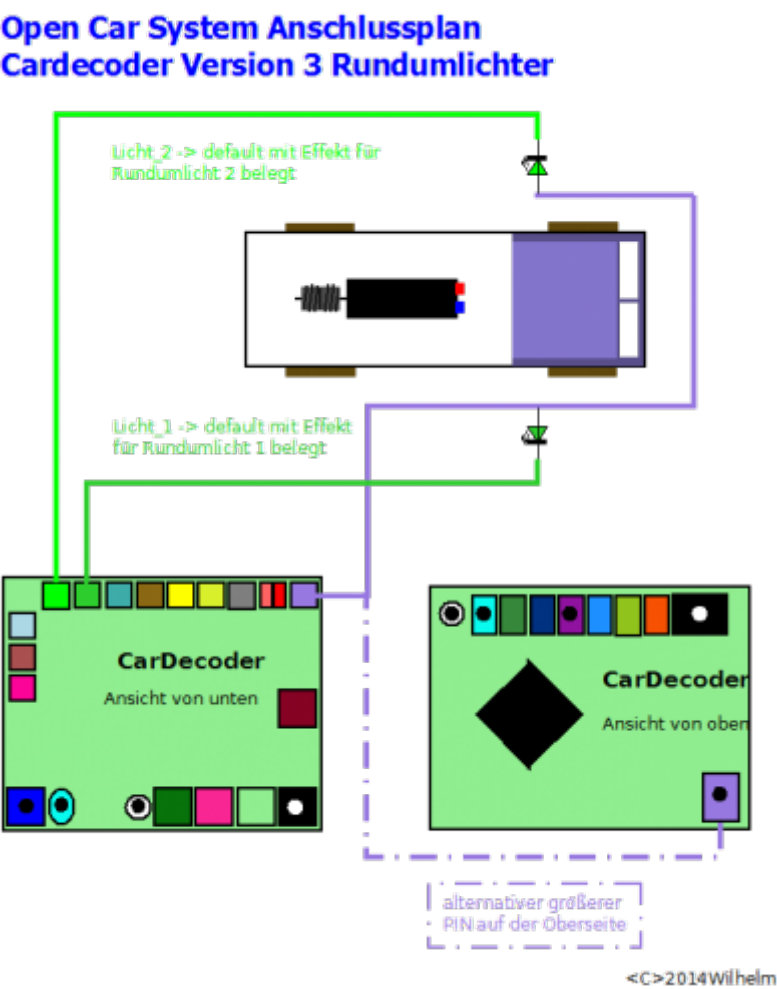 Open Car System Anschlussplan
Cardecoder Version 3 Rundumlichter
Licht_2 -> default mit Effekt für
Rundumlicht 2 belegt
Licht_1 -> default mit Effekt
für Rundumlicht 1 belegt
CarDecoder
Ansicht von unten
CarDecoder
Ansicht von oben
alternativer größerer
PIN auf der Oberseite
<C>2014Wilhelm